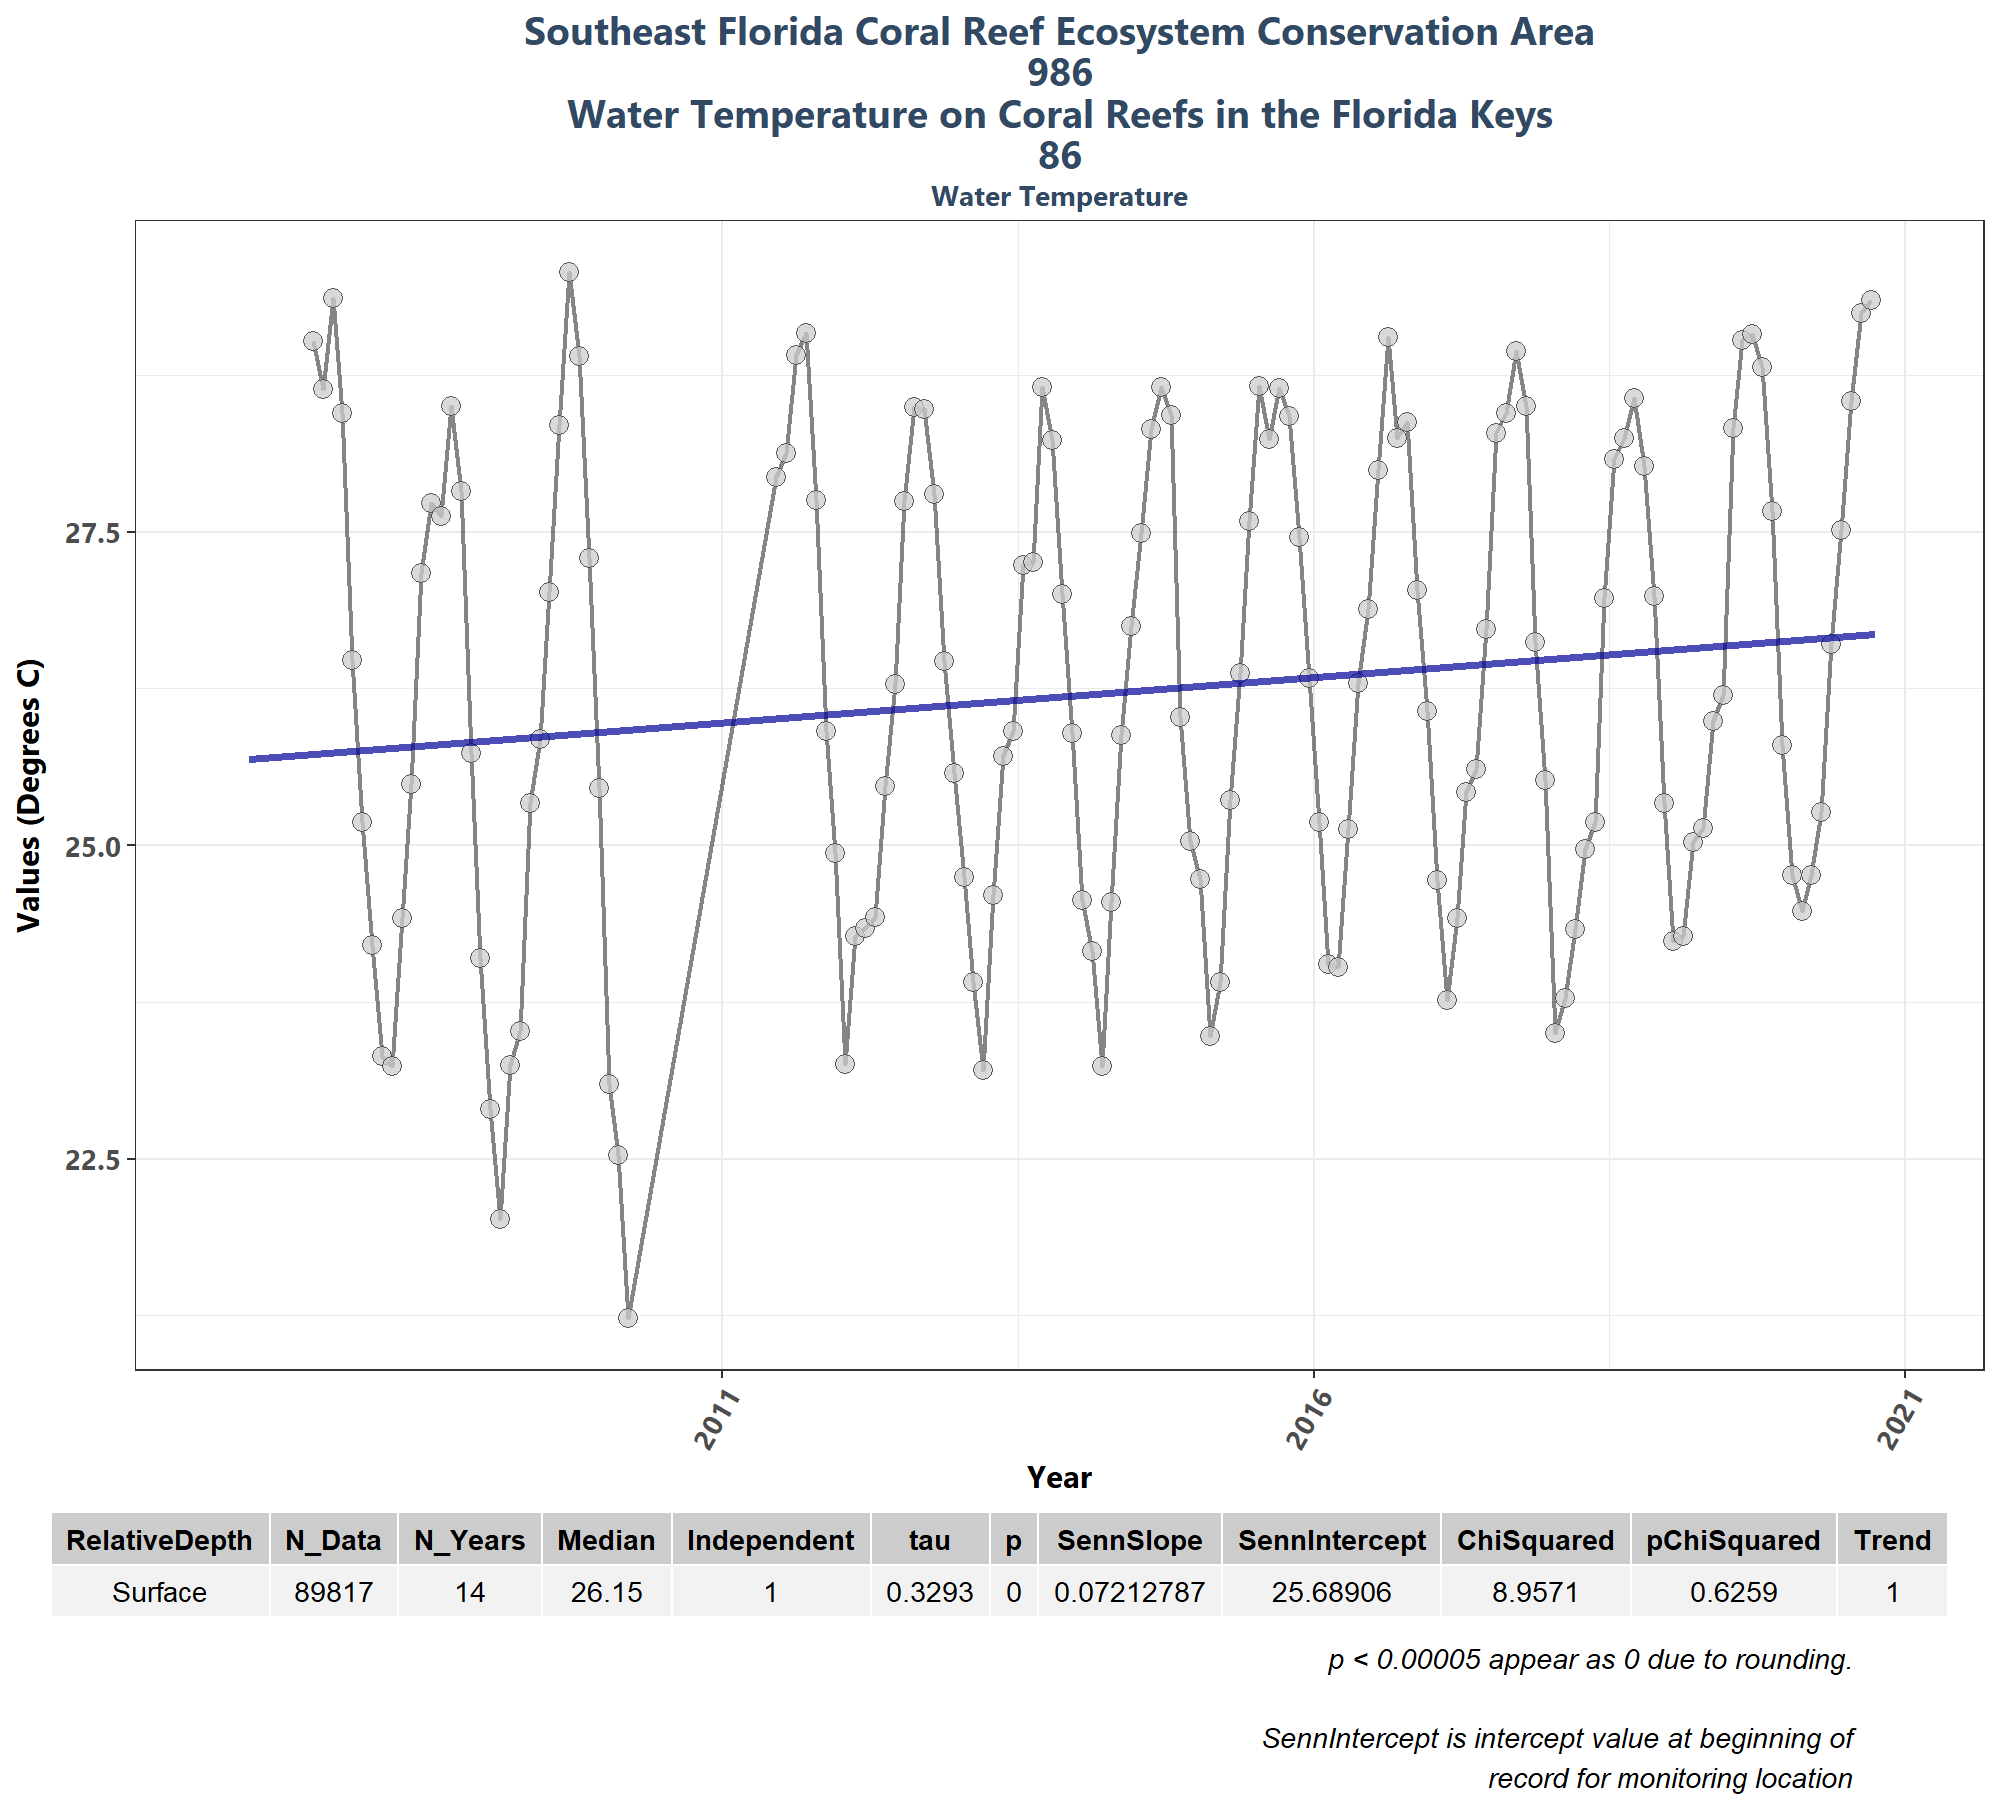 Southeast Florida Coral Reef Ecosystem Conservation Area
986
Water Temperature on Coral Reefs in the Florida Keys
86
Water Temperature
Values (Degrees C)
27.5
25.0
22.5
2011
2016
2021
Year
RelativeDepth N_Data N_Years Median Independent tau p SennSlope SennIntercept ChiSquared pChiSquared Trend
Surface 89817 14 26.15 1 0.3293 0 0.07212787 25.68906 8.9571 0.6259 1
p < 0.00005 appear as 0 due to rounding.
SennIntercept is intercept value at beginning of
record for monitoring location